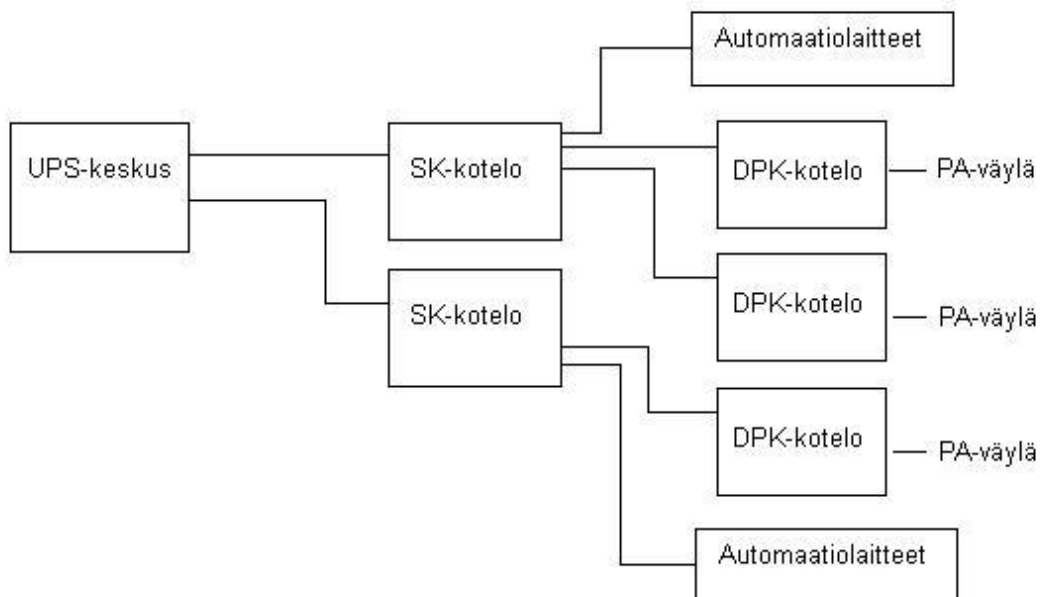 Automaatiolaitteet
UPS-keskus
SK-kotelo
DPK-kotelo
PA-väylä
SK-kotelo
DPK-kotelo
PA-väylä
DPK-kotelo
PA-väylä
Automaatiolaitteet